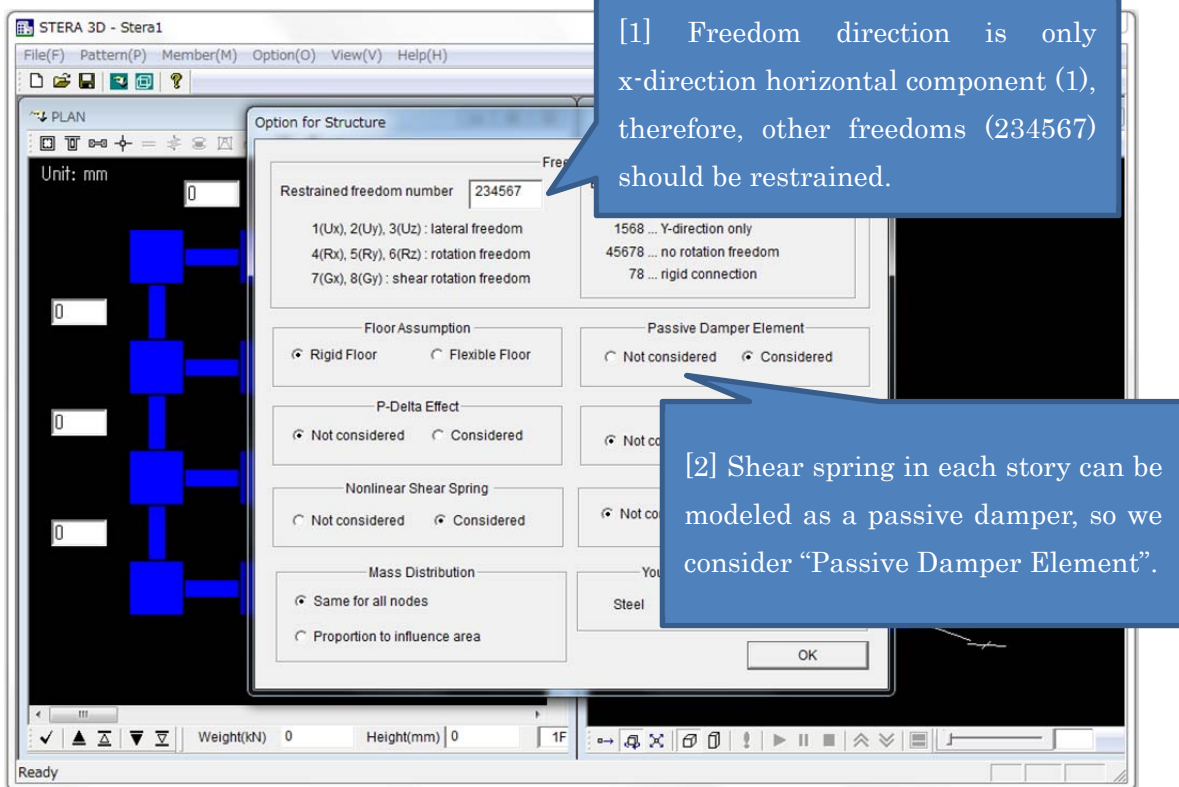 STERA 3D - Stera1
File(F) Pattern(P) Member(M) Option(O) View(V) Help(H)
PLAN
Unit: mm
0
0
0
0
Option for Structure
Restrained freedom number 234567
1(Ux), 2(Uy), 3(Uz) : lateral freedom
4(Rx), 5(Ry), 6(Rz) : rotation freedom
7(Gx), 8(Gy) : shear rotation freedom
1568 ... Y-direction only
45678 ... no rotation freedom
78 ... rigid connection
Floor Assumption
Rigid Floor Flexible Floor
Passive Damper Element
Not considered Considered
P-Delta Effect
Not considered Considered
Not
Nonlinear Shear Spring
Not considered Considered
Not
Mass Distribution
Same for all nodes
Proportion to influence area
Steel
OK
[1] Freedom direction is only
x-direction horizontal component (1),
therefore, other freedoms (234567)
should be restrained.
[2] Shear spring in each story can be
modeled as a passive damper, so we
consider “Passive Damper Element”.
Weight(kN) 0 Height(mm) 0 1F
Ready